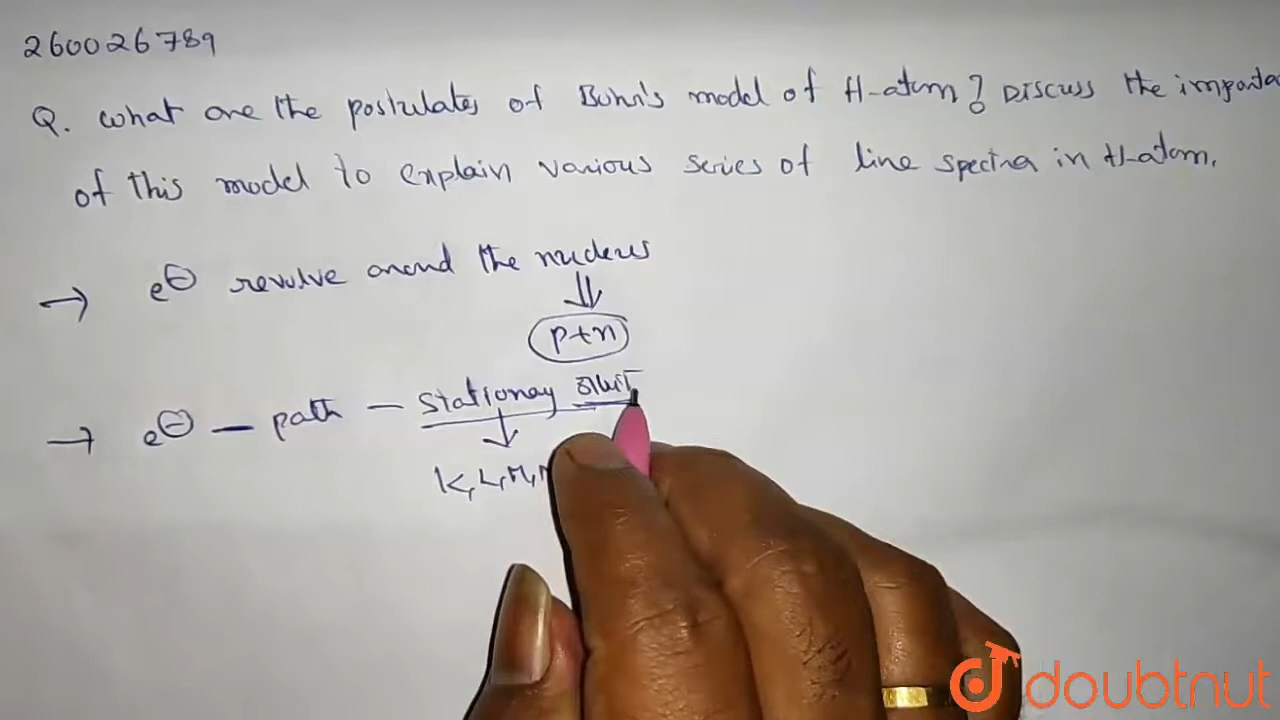 260026789
Q. What are the postulates of Bohr's model of H-atom? Discuss the importa
of this model to explain various series of line spectra in H-atom.
→ e⊖ revolve around the nucleus
⇓
p+n
→ e⊖ — path — stationary orbit
↓
K, L, M, N
doubtnut